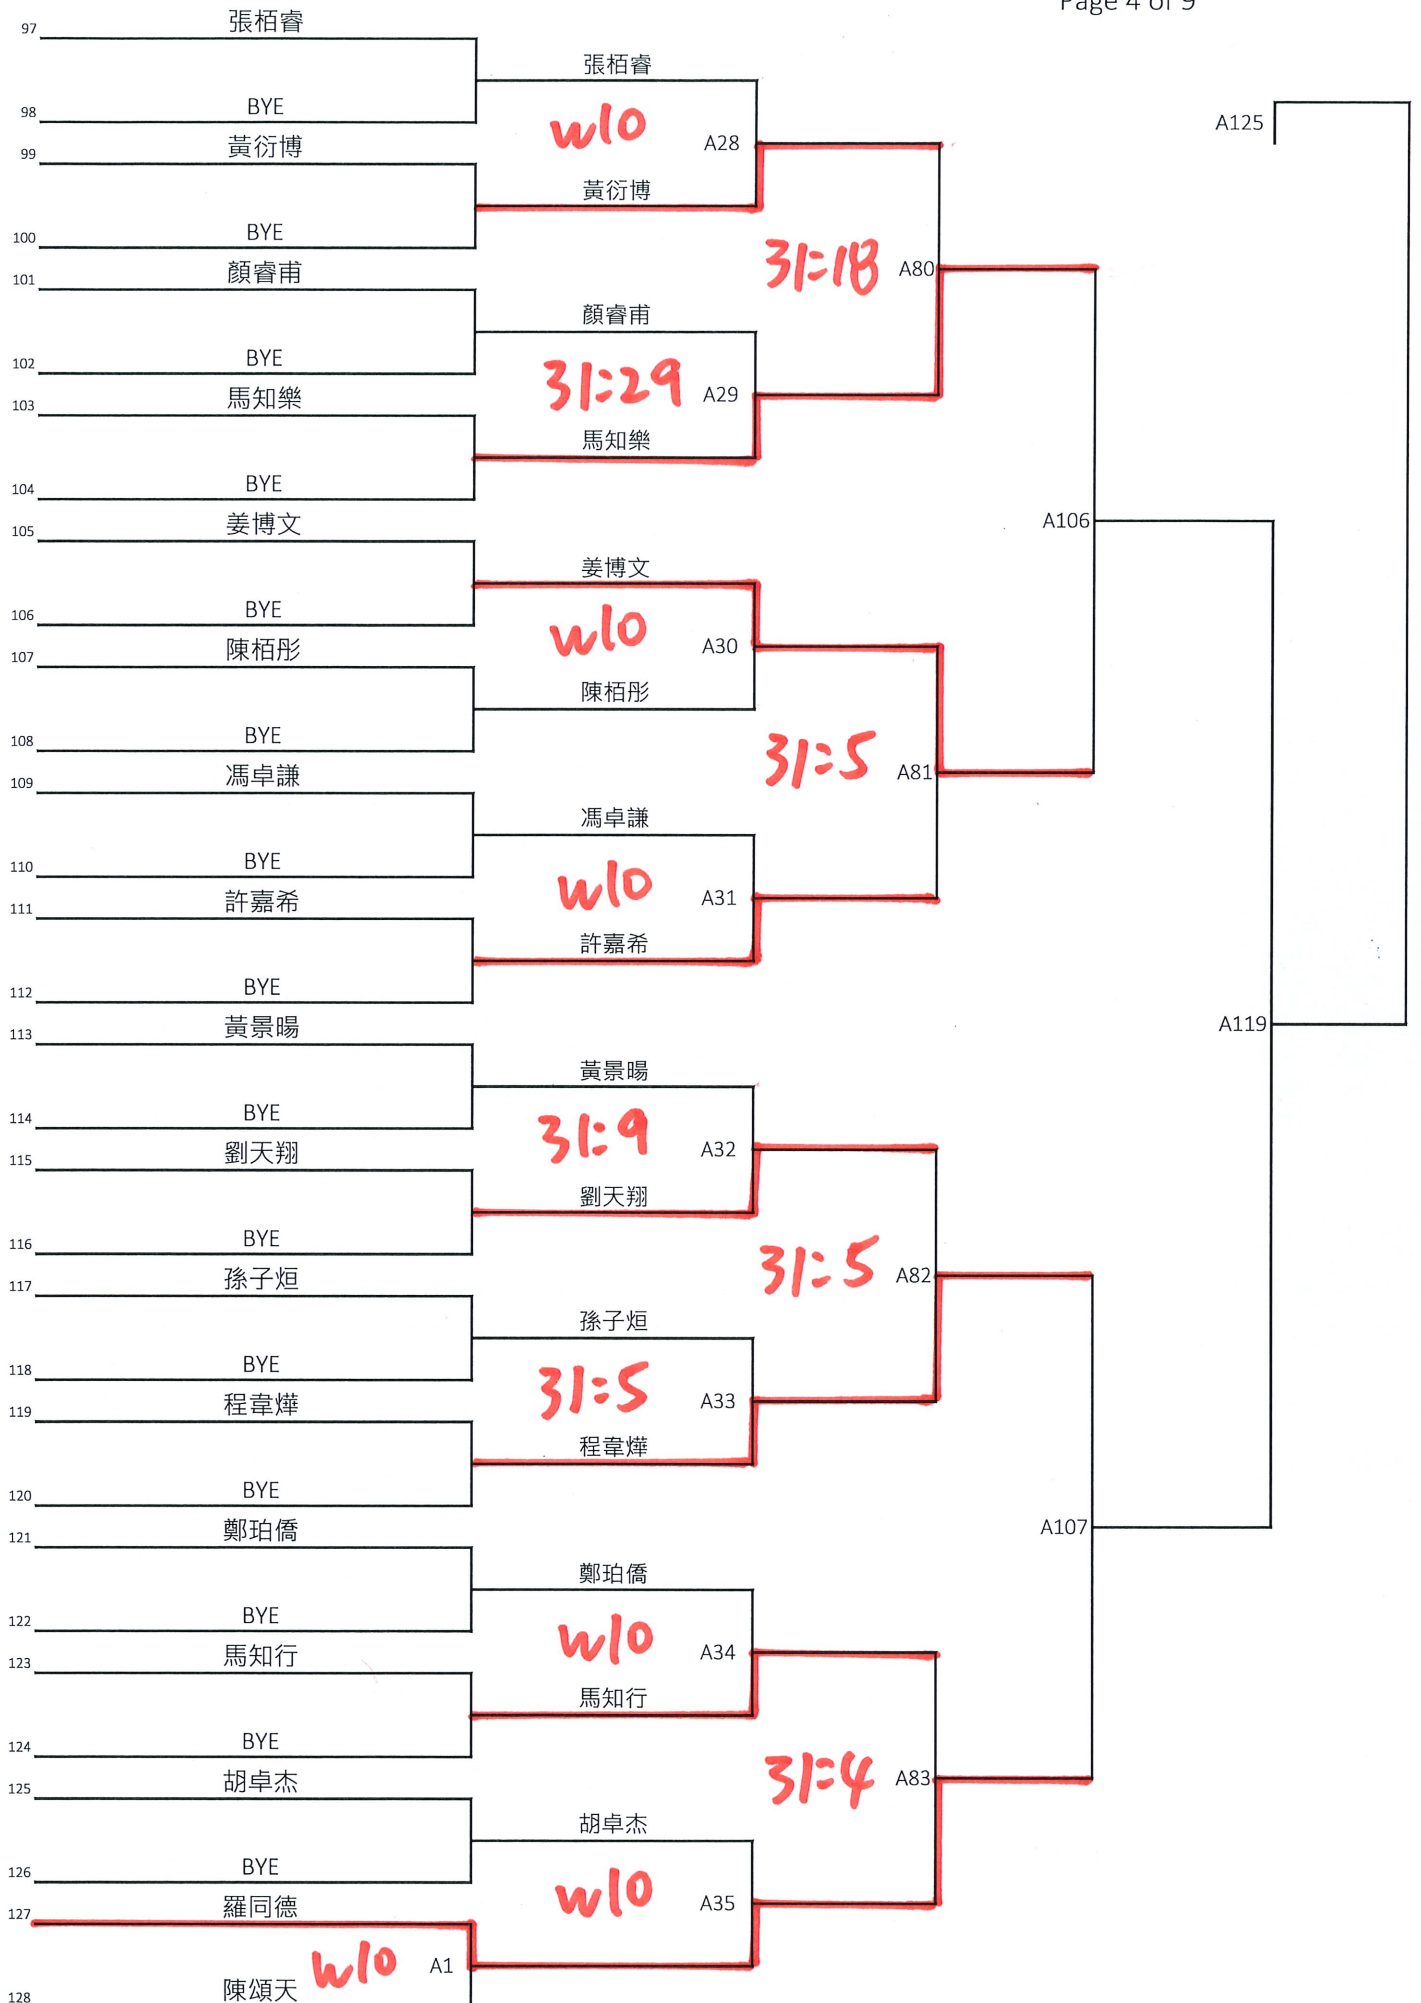 Page 4 of 9
97 張栢睿
張栢睿
98 BYE
w/o A28
A125
99 黃衍博
黃衍博
100 BYE
31:18 A80
101 顏睿甫
顏睿甫
102 BYE
31:29 A29
103 馬知樂
馬知樂
104 BYE
A106
105 姜博文
姜博文
106 BYE
w/o A30
107 陳栢彤
陳栢彤
108 BYE
31:5 A81
109 馮卓謙
馮卓謙
110 BYE
w/o A31
111 許嘉希
許嘉希
112 BYE
A119
113 黃景暘
黃景暘
114 BYE
31:9 A32
115 劉天翔
劉天翔
116 BYE
31:5 A82
117 孫子烜
孫子烜
118 BYE
31:5 A33
119 程韋燁
程韋燁
120 BYE
A107
121 鄭珀僑
鄭珀僑
122 BYE
w/o A34
123 馬知行
馬知行
124 BYE
31:4 A83
125 胡卓杰
胡卓杰
126 BYE
w/o A35
127 羅同德
w/o A1
128 陳頌天